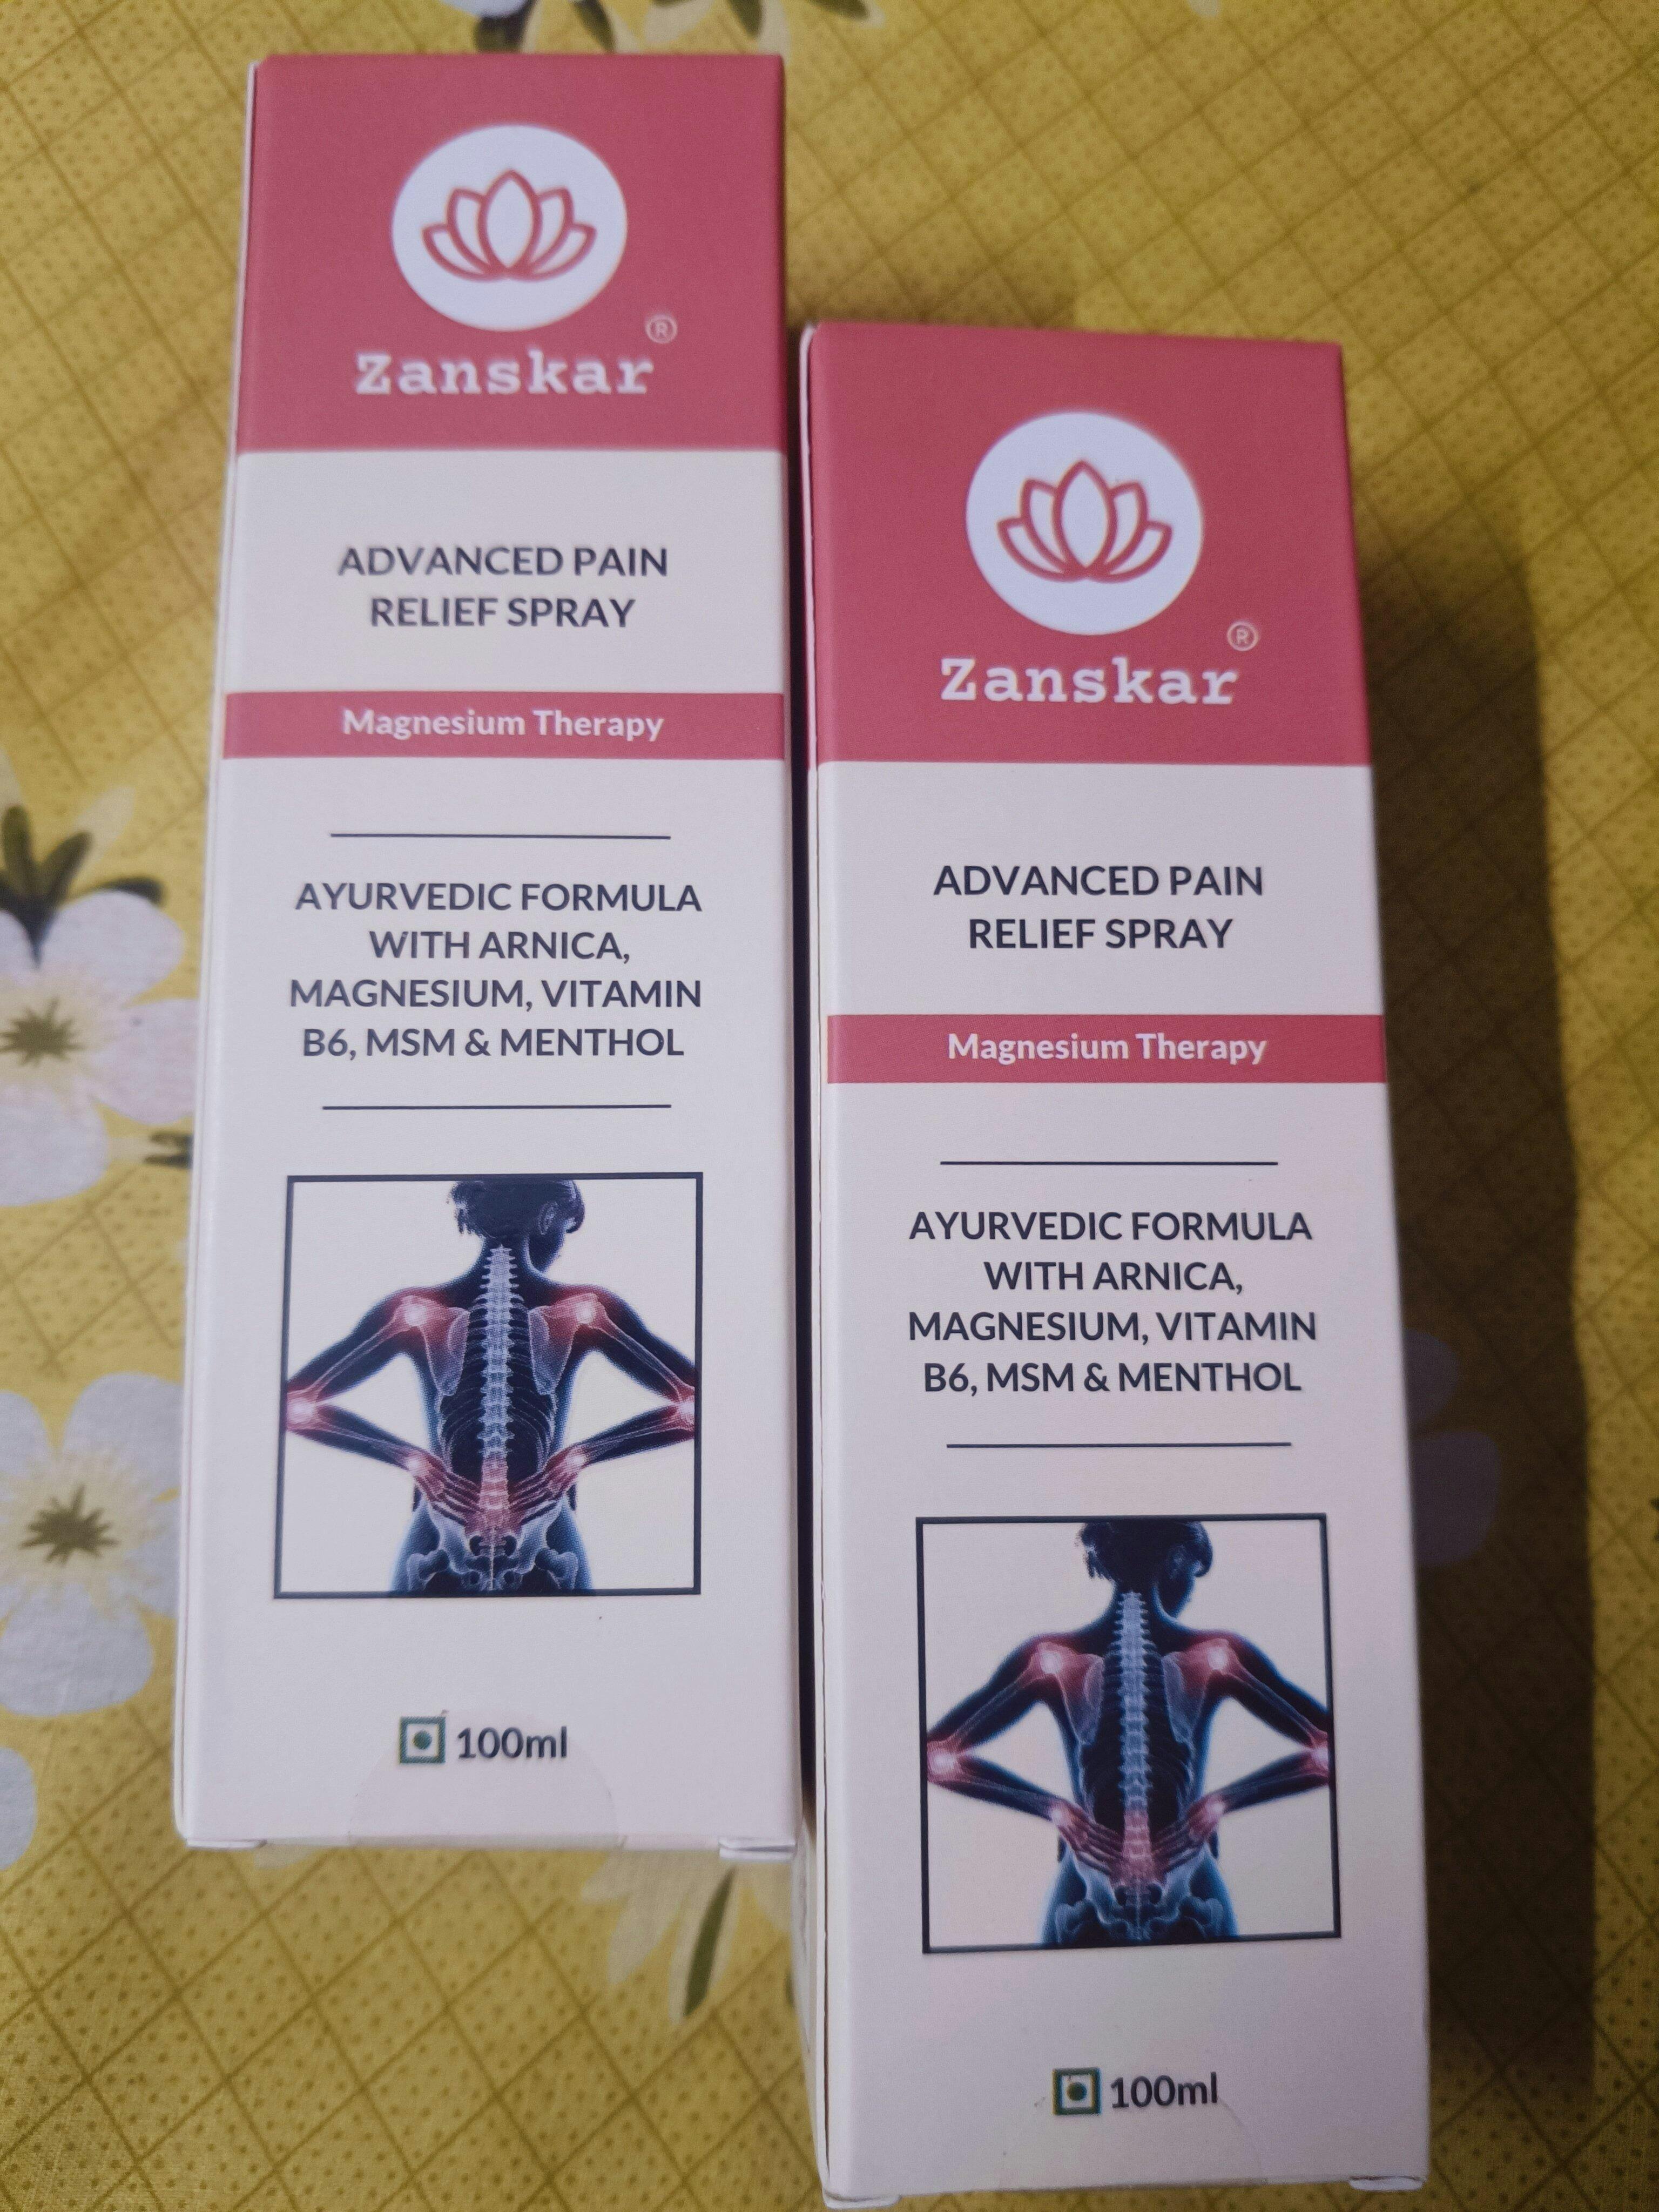 Zanskar®
ADVANCED PAIN
RELIEF SPRAY
Magnesium Therapy
AYURVEDIC FORMULA
WITH ARNICA,
MAGNESIUM, VITAMIN
B6, MSM & MENTHOL
100ml
Zanskar®
ADVANCED PAIN
RELIEF SPRAY
Magnesium Therapy
AYURVEDIC FORMULA
WITH ARNICA,
MAGNESIUM, VITAMIN
B6, MSM & MENTHOL
100ml